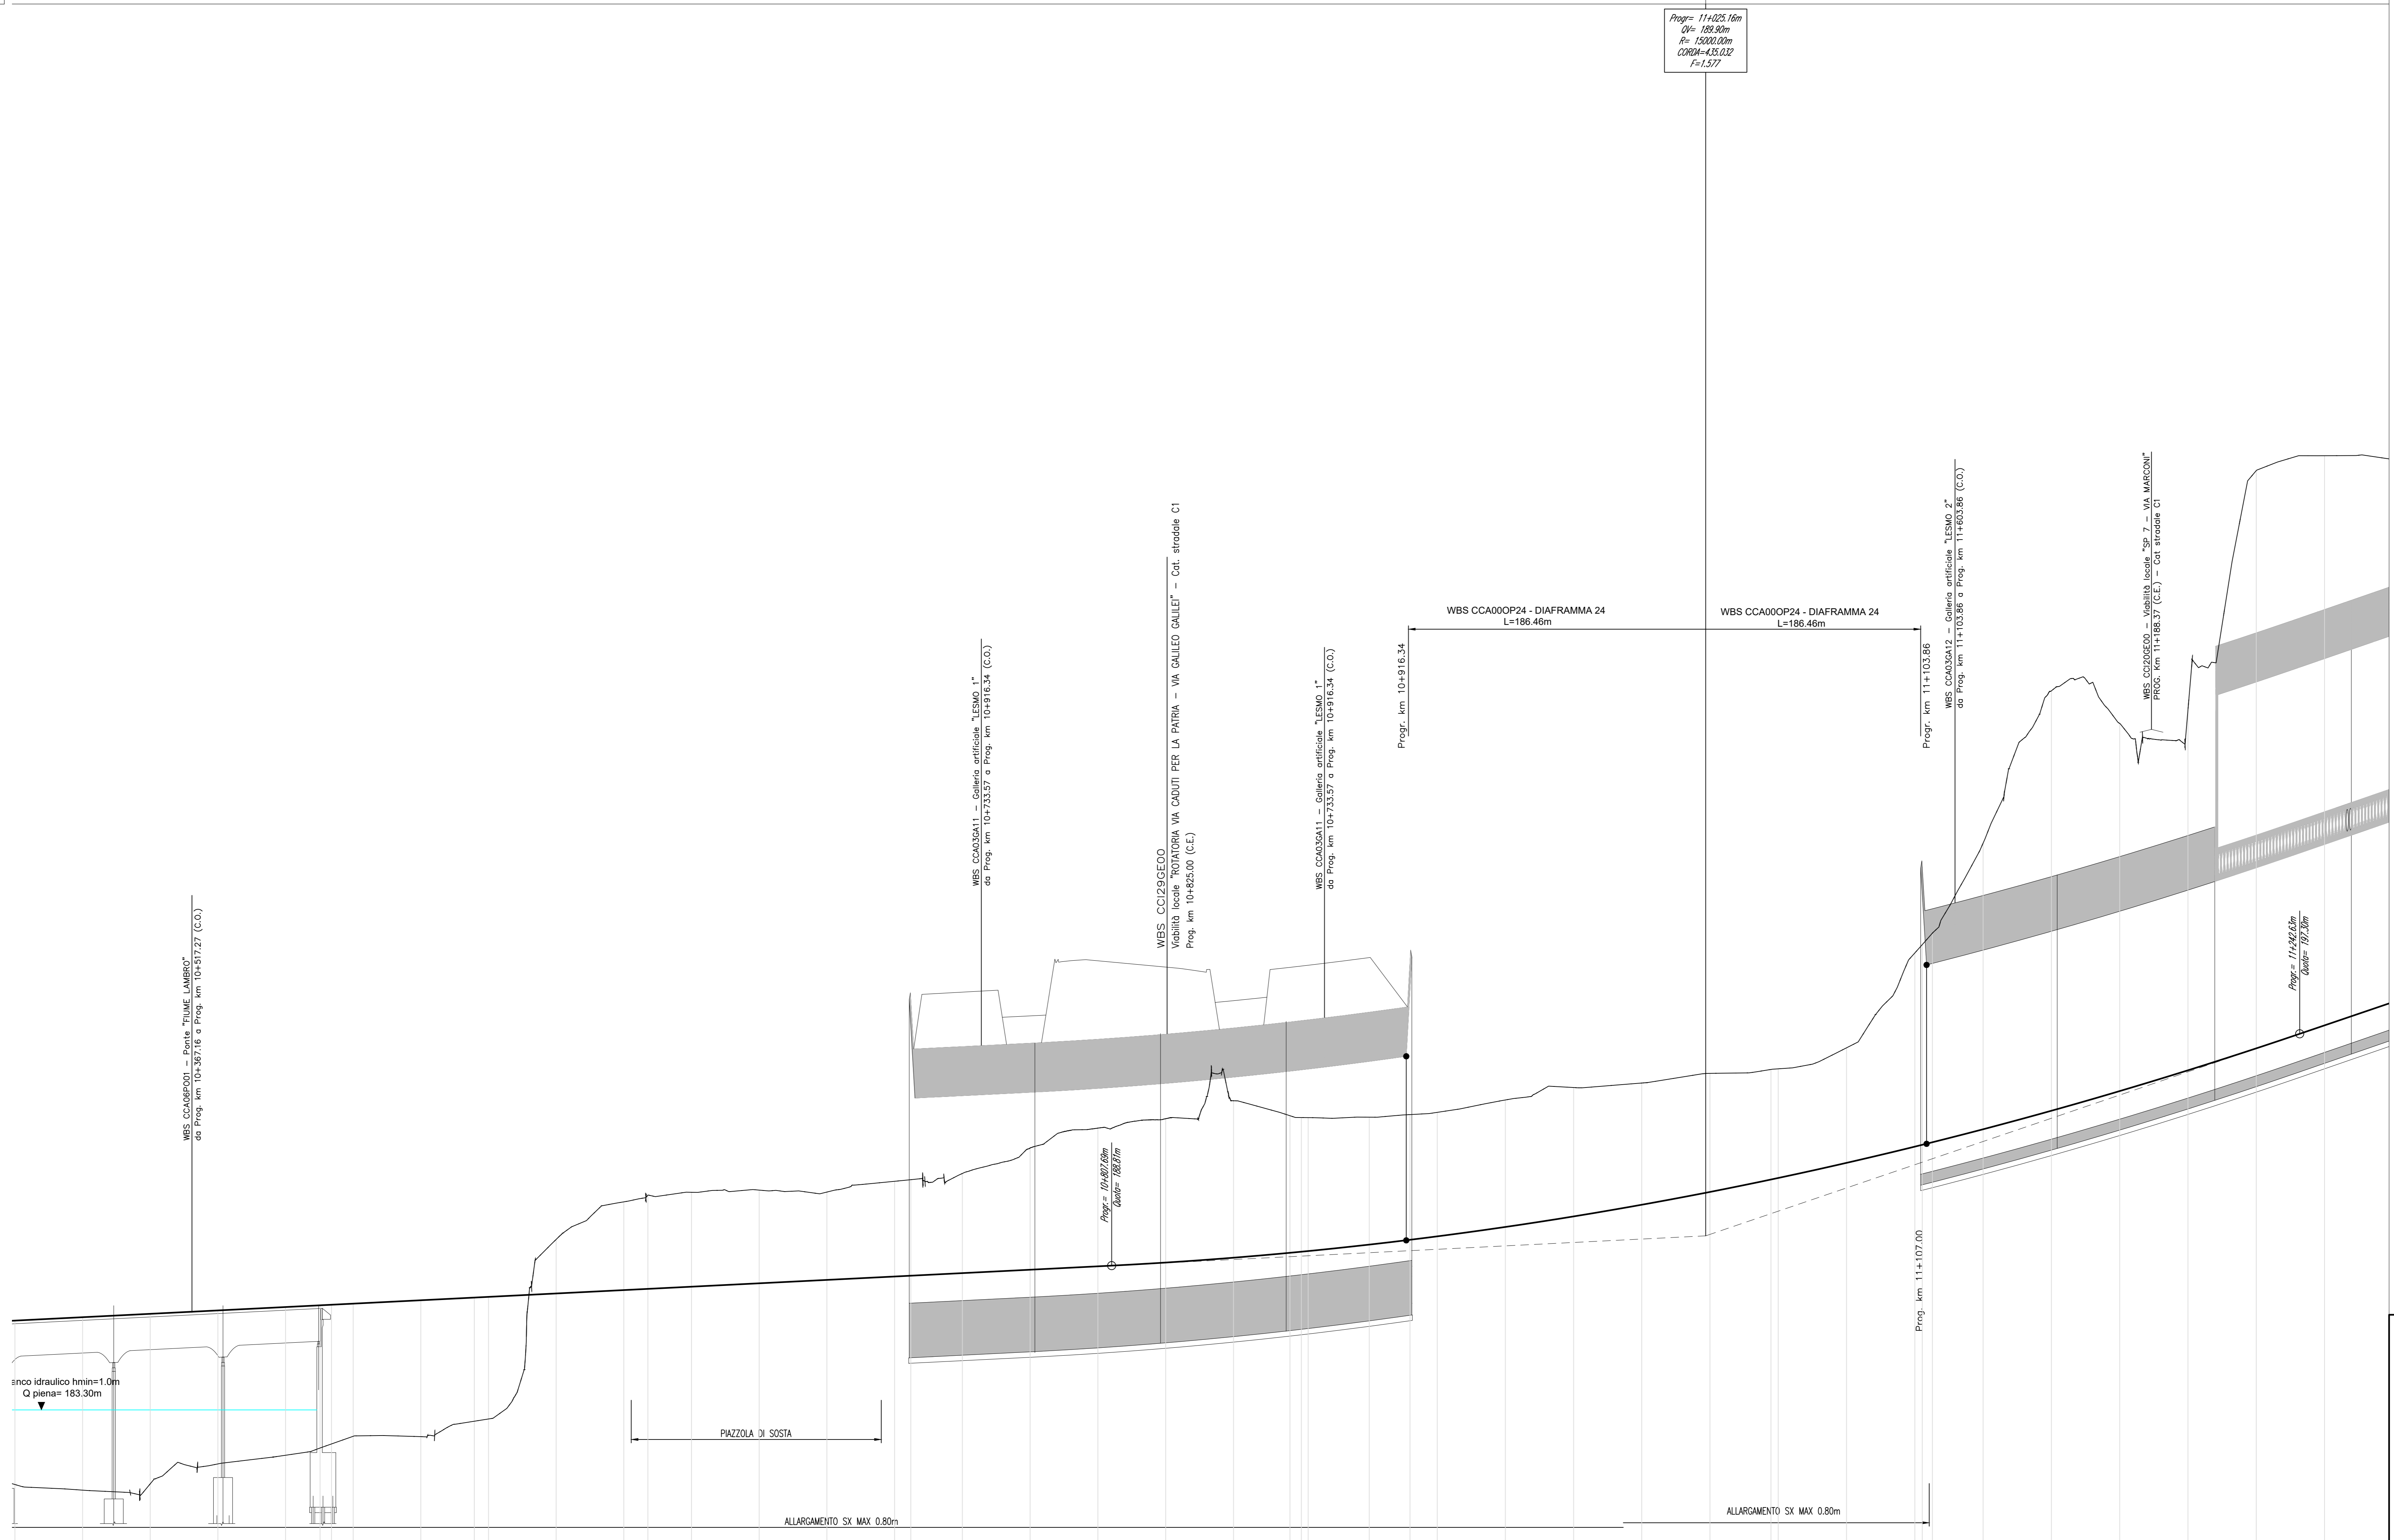 Progr= 11+025.16m
QV= 189.90m
R= 15000.00m
CORDA=435.032
F=1.577
WBS CCA06PO01 – Ponte "FIUME LAMBRO"
da Prog. km 10+367.16 a Prog. km 10+517.27 (C.O.)
WBS CCA03GA11 – Galleria artificiale "LESMO 1"
da Prog. km 10+733.57 a Prog. km 10+916.34 (C.O.)
WBS CCI29GE00
Viabilità locale "ROTATORIA VIA CADUTI PER LA PATRIA – VIA GALILEO GALILEI" – Cat. stradale C1
Prog. km 10+825.00 (C.E.)
WBS CCA03GA11 – Galleria artificiale "LESMO 1"
da Prog. km 10+733.57 a Prog. km 10+916.34 (C.O.)
Progr. km 10+916.34
WBS CCA00OP24 - DIAFRAMMA 24
L=186.46m
WBS CCA00OP24 - DIAFRAMMA 24
L=186.46m
Progr. km 11+103.86
WBS CCA03GA12 – Galleria artificiale "LESMO 2"
da Prog. km 11+103.86 a Prog. km 11+603.86 (C.O.)
WBS CCI20GE00 – Viabilità locale "SP 7 – VIA MARCONI"
PROG. Km 11+188.37 (C.E.) – Cat stradale C1
Progr.= 10+807.69m
Quota= 188.81m
Progr.= 11+242.63m
Quota= 197.30m
Prog. km 11+107.00
anco idraulico hmin=1.0m
Q piena= 183.30m
PIAZZOLA DI SOSTA
ALLARGAMENTO SX MAX 0.80m
ALLARGAMENTO SX MAX 0.80m